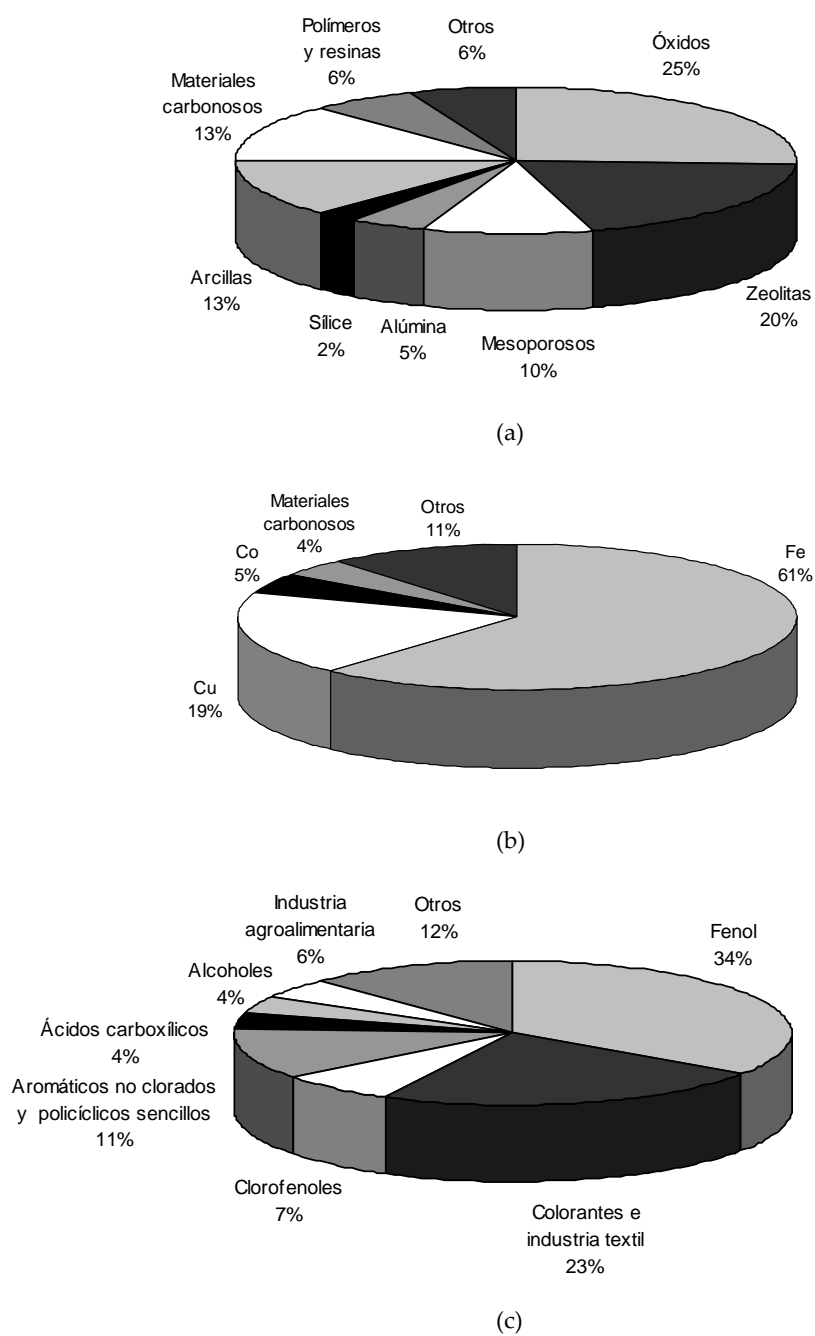 Polímeros
y resinas
6%
Otros
6%
Óxidos
25%
Materiales
carbonosos
13%
Arcillas
13%
Sílice
2%
Alúmina
5%
Mesoporosos
10%
Zeolitas
20%
(a)
Materiales
carbonosos
4%
Otros
11%
Co
5%
Fe
61%
Cu
19%
(b)
Industria
agroalimentaria
6%
Otros
12%
Fenol
34%
Alcoholes
4%
Ácidos carboxílicos
4%
Aromáticos no clorados
y policíclicos sencillos
11%
Clorofenoles
7%
Colorantes e
industria textil
23%
(c)